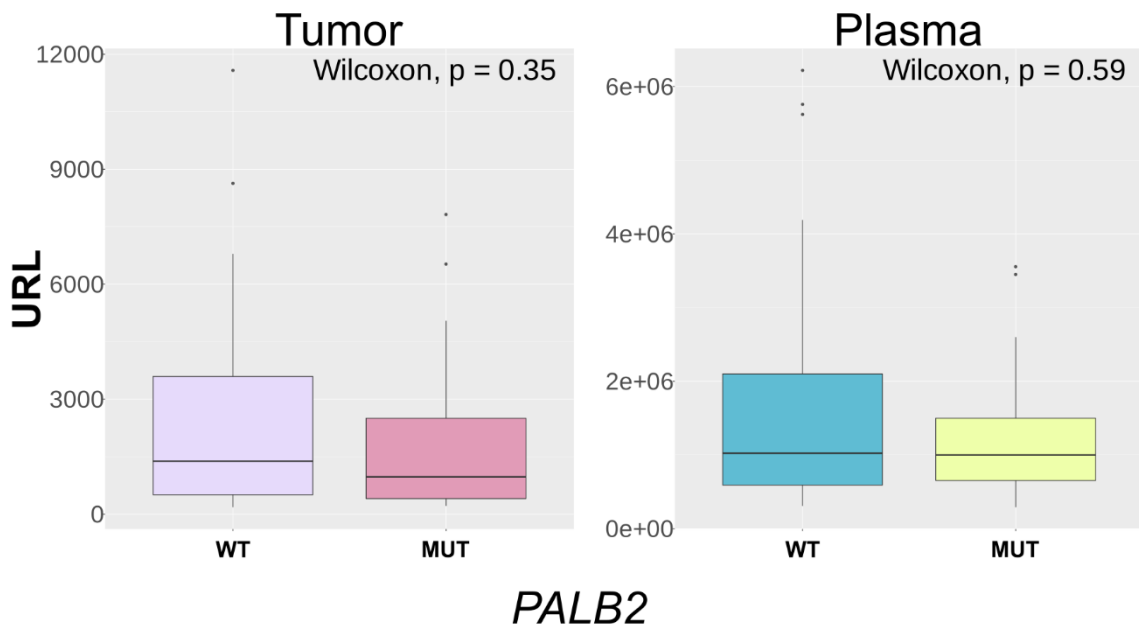 Tumor
Wilcoxon, p = 0.35
12000
9000
6000
3000
0
URL
WT
MUT
Plasma
Wilcoxon, p = 0.59
6e+06
4e+06
2e+06
0e+00
WT
MUT
PALB2